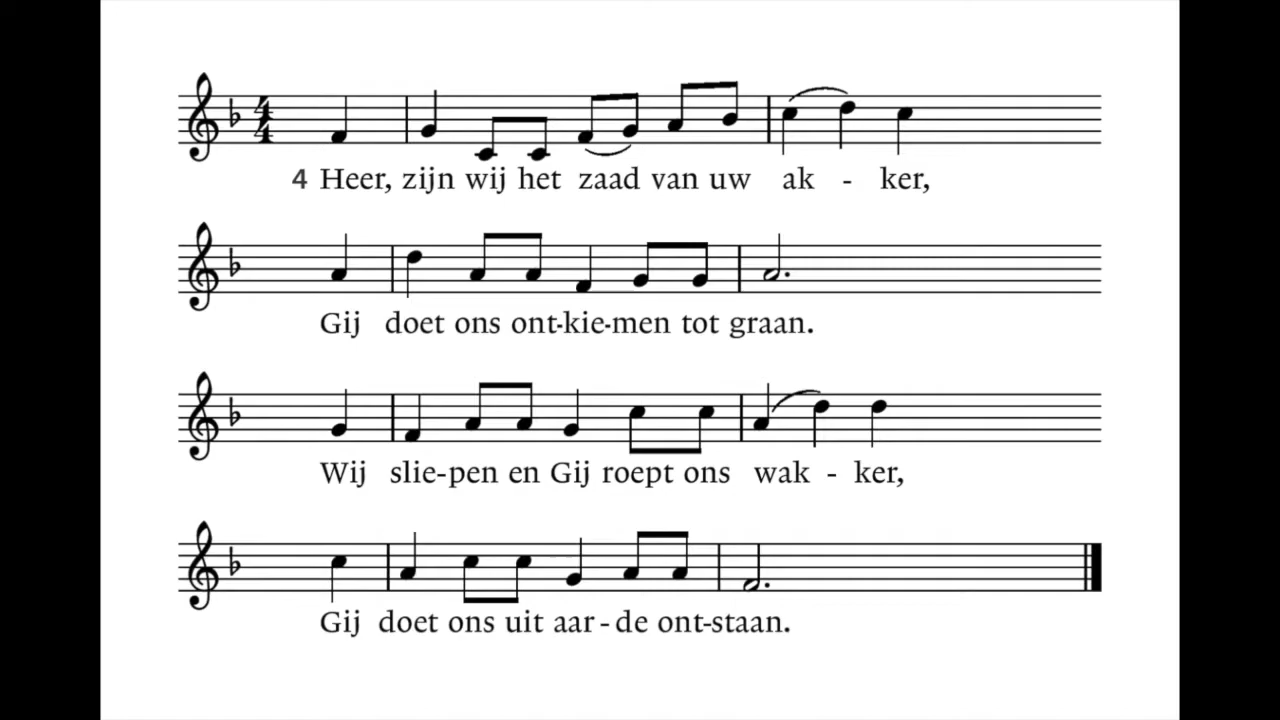 4 Heer, zijn wij het zaad van uw ak - ker,
Gij doet ons ont-kie-men tot graan.
Wij slie-pen en Gij roept ons wak - ker,
Gij doet ons uit aar-de ont-staan.